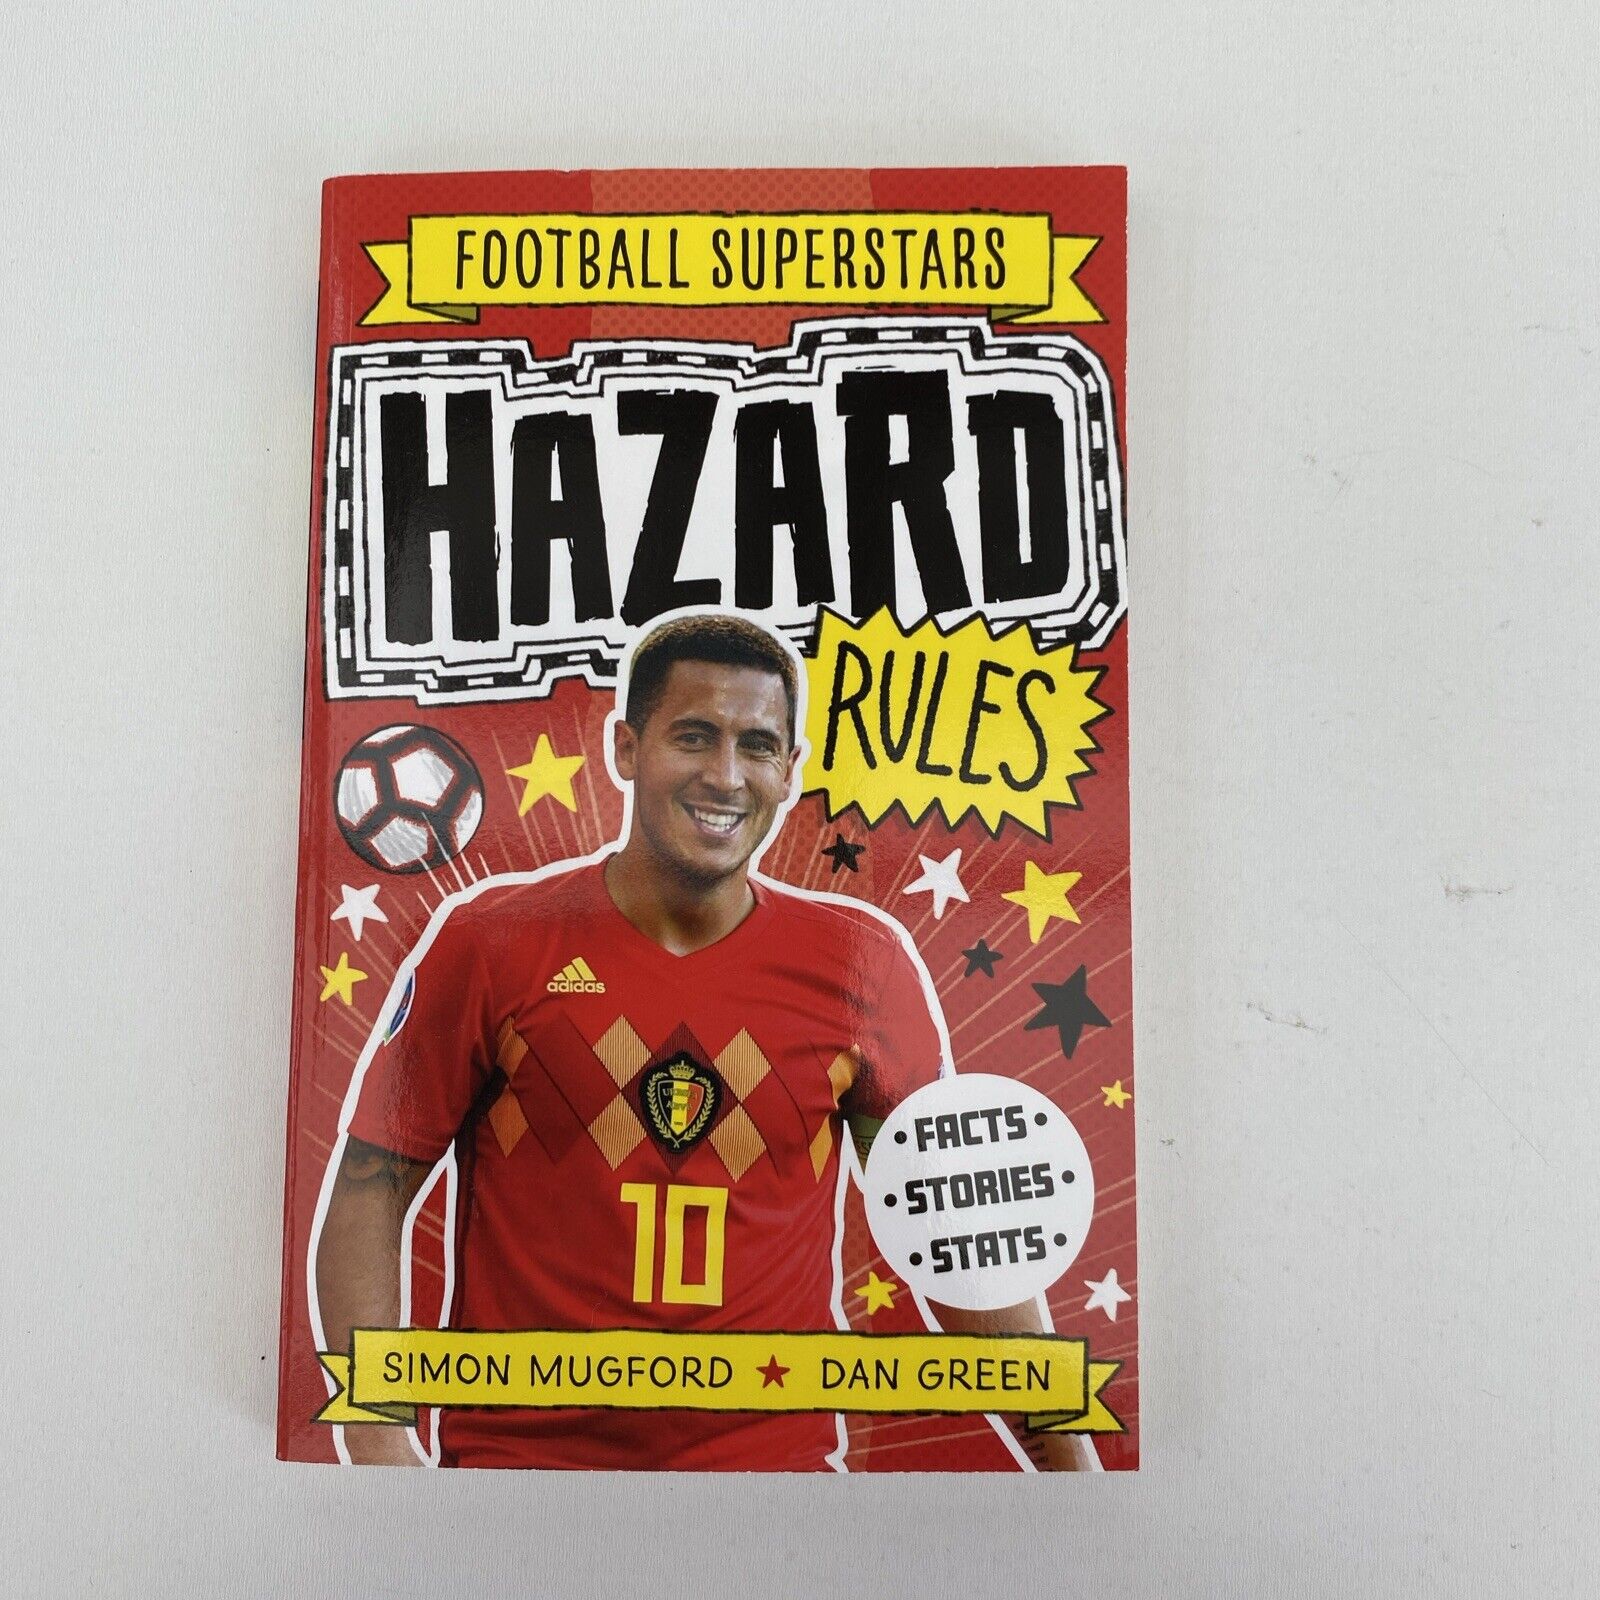 FOOTBALL SUPERSTARS
HAZARD
RULES
adidas
10
• FACTS •
• STORIES •
• STATS •
SIMON MUGFORD ★ DAN GREEN